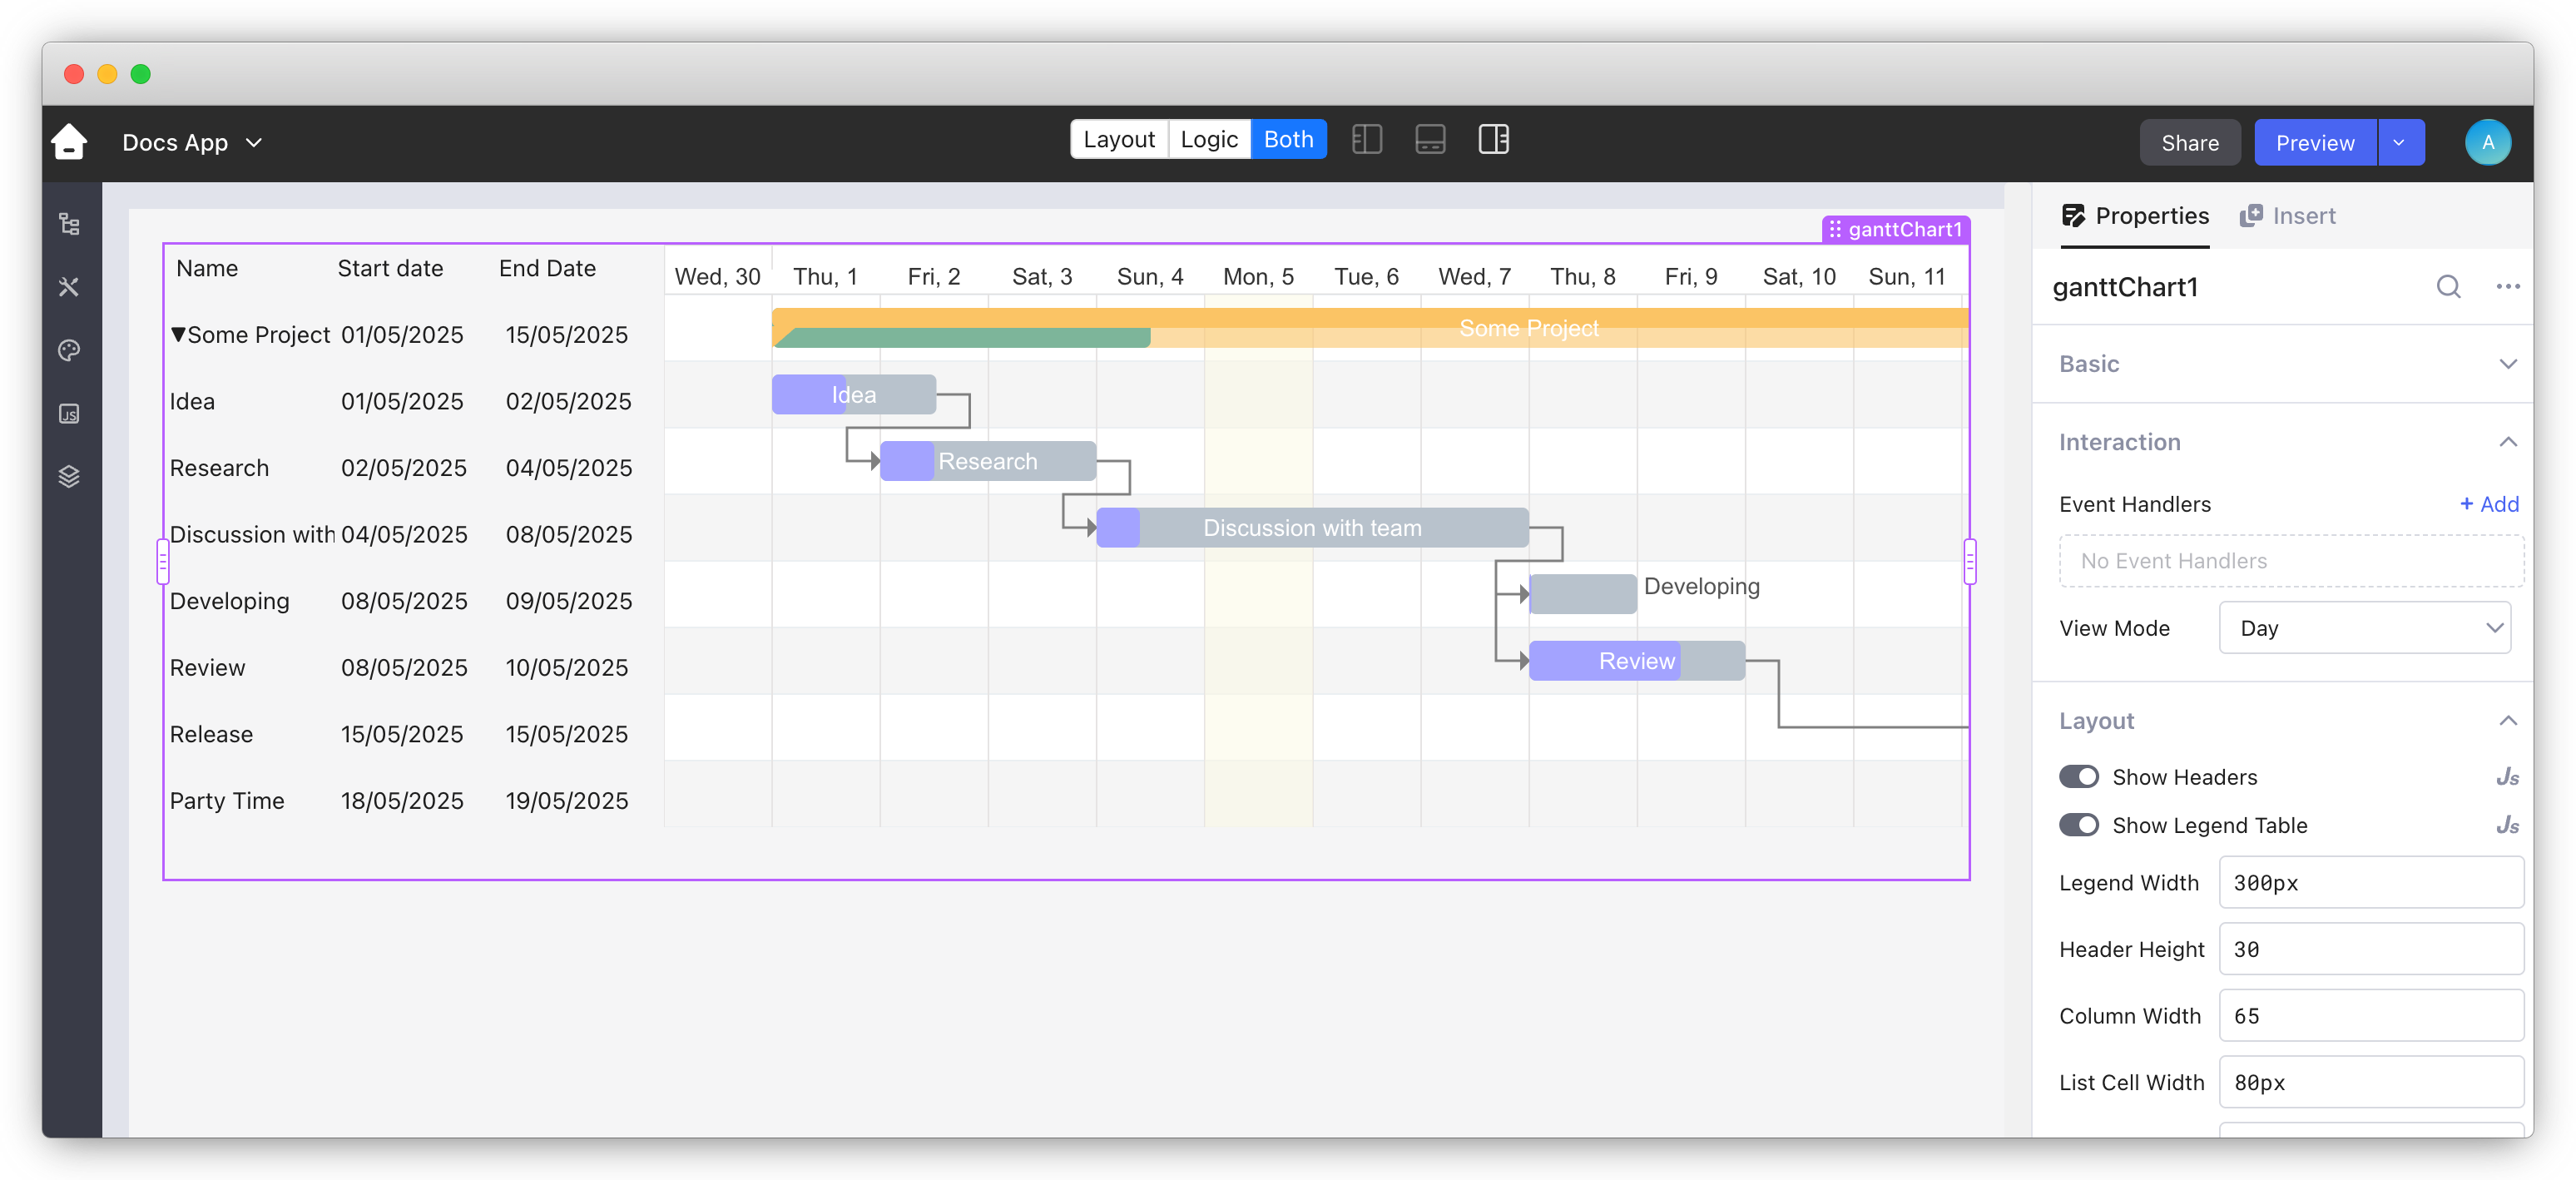 Docs App
Layout Logic Both
Share Preview A
ganttChart1
Name Start date End Date
Wed, 30 Thu, 1 Fri, 2 Sat, 3 Sun, 4 Mon, 5 Tue, 6 Wed, 7 Thu, 8 Fri, 9 Sat, 10 Sun, 11
▼Some Project 01/05/2025 15/05/2025
Some Project
Idea 01/05/2025 02/05/2025
Idea
Research 02/05/2025 04/05/2025
Research
Discussion with 04/05/2025 08/05/2025
Discussion with team
Developing 08/05/2025 09/05/2025
Developing
Review 08/05/2025 10/05/2025
Review
Release 15/05/2025 15/05/2025
Party Time 18/05/2025 19/05/2025
Properties Insert
ganttChart1
Basic
Interaction
Event Handlers + Add
No Event Handlers
View Mode Day
Layout
Show Headers Js
Show Legend Table Js
Legend Width 300px
Header Height 30
Column Width 65
List Cell Width 80px
JS